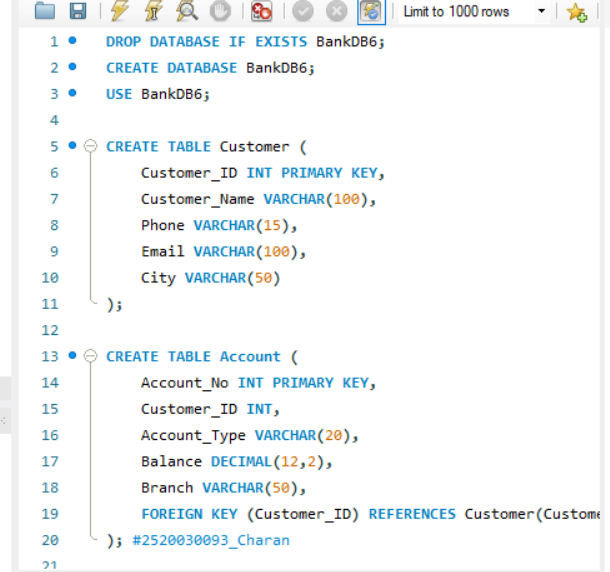 Limit to 1000 rows
1 DROP DATABASE IF EXISTS BankDB6;
2 CREATE DATABASE BankDB6;
3 USE BankDB6;
4
5 CREATE TABLE Customer (
6 Customer_ID INT PRIMARY KEY,
7 Customer_Name VARCHAR(100),
8 Phone VARCHAR(15),
9 Email VARCHAR(100),
10 City VARCHAR(50)
11 );
12
13 CREATE TABLE Account (
14 Account_No INT PRIMARY KEY,
15 Customer_ID INT,
16 Account_Type VARCHAR(20),
17 Balance DECIMAL(12,2),
18 Branch VARCHAR(50),
19 FOREIGN KEY (Customer_ID) REFERENCES Customer(Custome
20 ); #2520030093_Charan
21